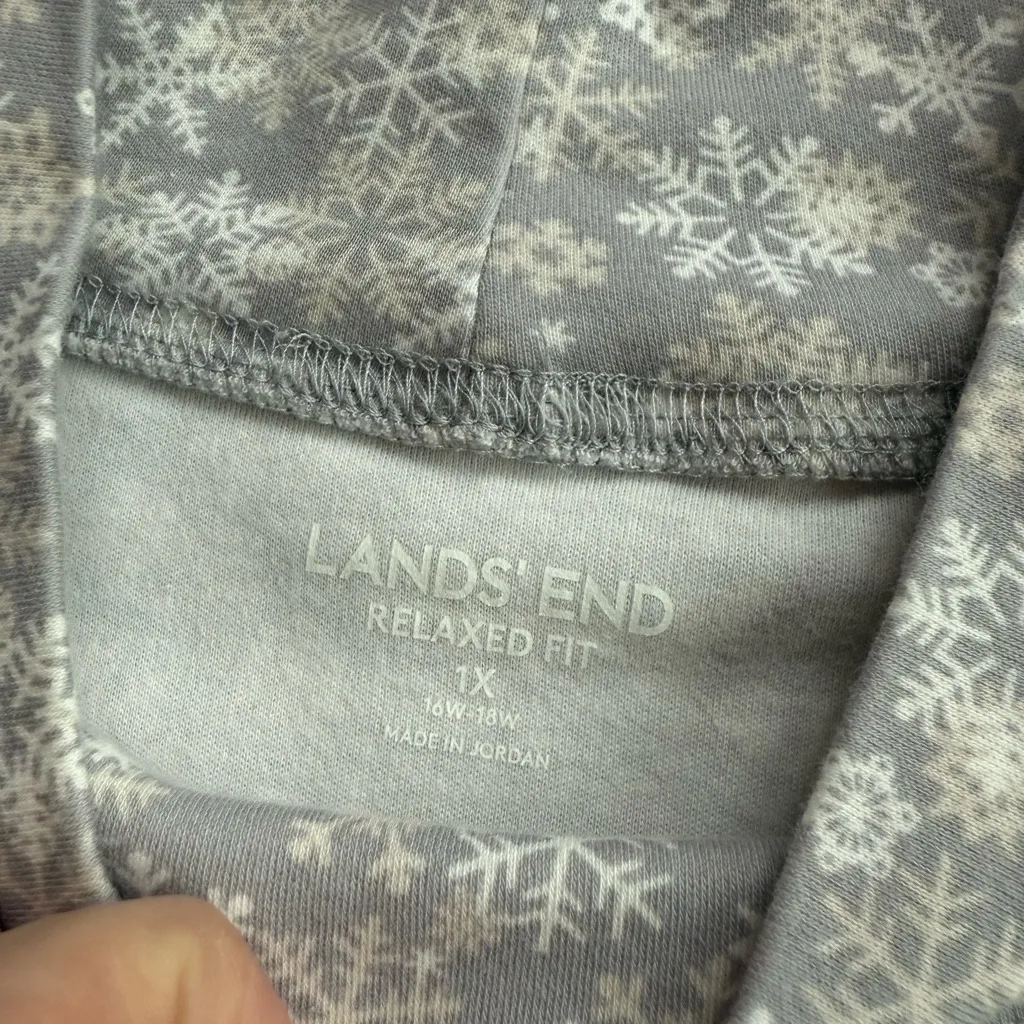 LANDS' END
RELAXED FIT
1X
16W-18W
MADE IN JORDAN